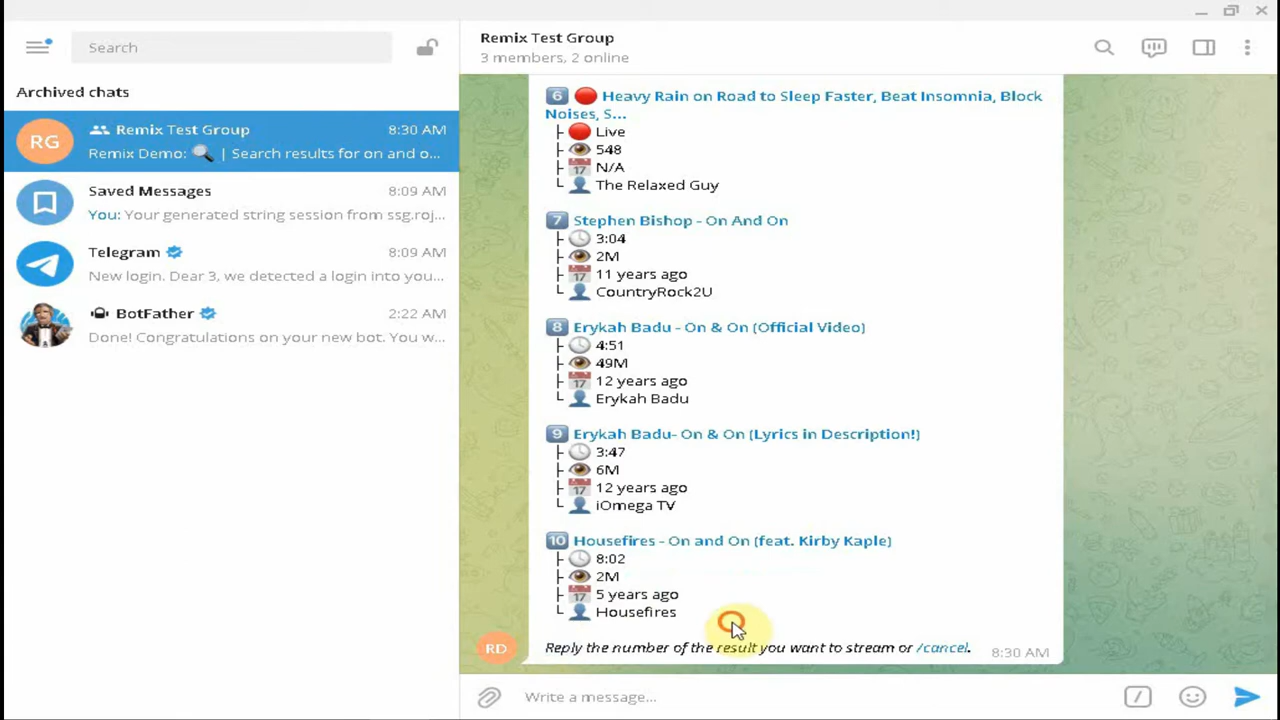 Search
Archived chats
RG
Remix Test Group
8:30 AM
Remix Demo: 🔍 | Search results for on and o...
Saved Messages
8:09 AM
You: Your generated string session from ssg.roj...
Telegram
8:09 AM
New login. Dear 3, we detected a login into you...
BotFather
2:22 AM
Done! Congratulations on your new bot. You w...
Remix Test Group
3 members, 2 online
6 🔴 Heavy Rain on Road to Sleep Faster, Beat Insomnia, Block
Noises, S...
├ 🔴 Live
├ 👁 548
├ 📅 N/A
└ 👤 The Relaxed Guy
7 Stephen Bishop - On And On
├ 🕓 3:04
├ 👁 2M
├ 📅 11 years ago
└ 👤 CountryRock2U
8 Erykah Badu - On & On (Official Video)
├ 🕓 4:51
├ 👁 49M
├ 📅 12 years ago
└ 👤 Erykah Badu
9 Erykah Badu- On & On (Lyrics in Description!)
├ 🕓 3:47
├ 👁 6M
├ 📅 12 years ago
└ 👤 iOmega TV
10 Housefires - On and On (feat. Kirby Kaple)
├ 🕓 8:02
├ 👁 2M
├ 📅 5 years ago
└ 👤 Housefires
RD
Reply the number of the result you want to stream or /cancel.
8:30 AM
Write a message...